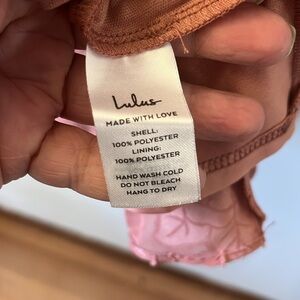 Lulus
MADE WITH LOVE
SHELL:
100% POLYESTER
LINING:
100% POLYESTER
HAND WASH COLD
DO NOT BLEACH
HANG TO DRY